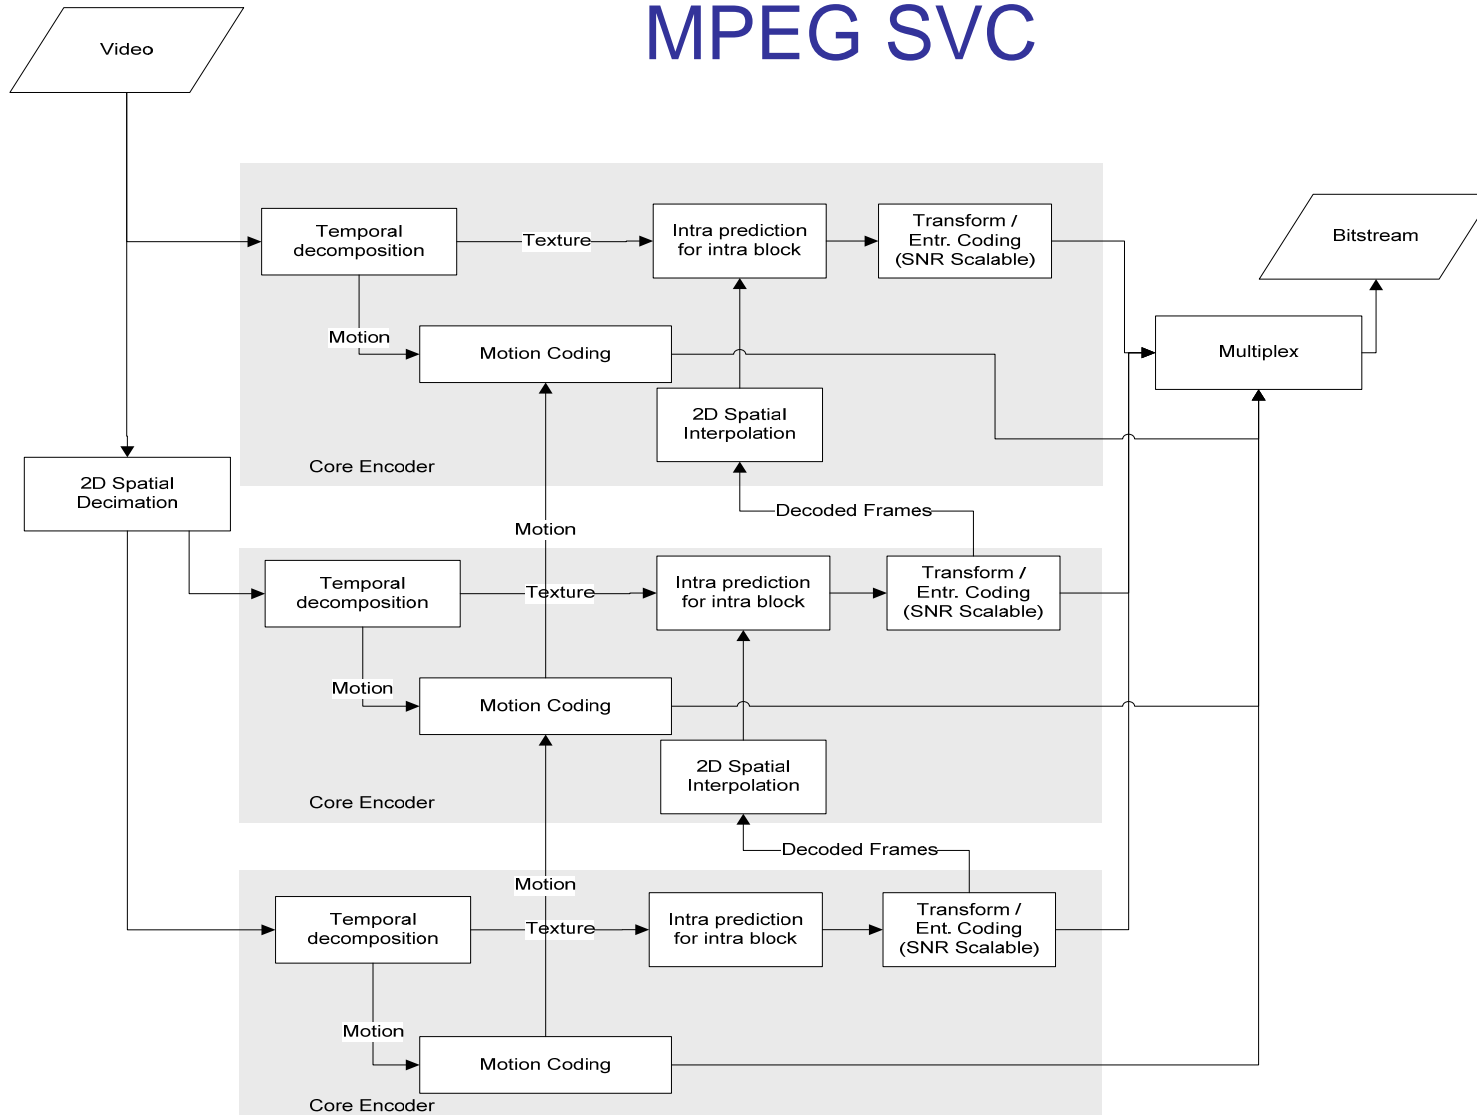 MPEG SVC
Video
Temporal
decomposition
Texture
Intra prediction
for intra block
Transform /
Entr. Coding
(SNR Scalable)
Bitstream
Motion
Motion Coding
Multiplex
2D Spatial
Interpolation
Core Encoder
2D Spatial
Decimation
Decoded Frames
Motion
Temporal
decomposition
Texture
Intra prediction
for intra block
Transform /
Entr. Coding
(SNR Scalable)
Motion
Motion Coding
2D Spatial
Interpolation
Core Encoder
Decoded Frames
Motion
Temporal
decomposition
Texture
Intra prediction
for intra block
Transform /
Ent. Coding
(SNR Scalable)
Motion
Motion Coding
Core Encoder